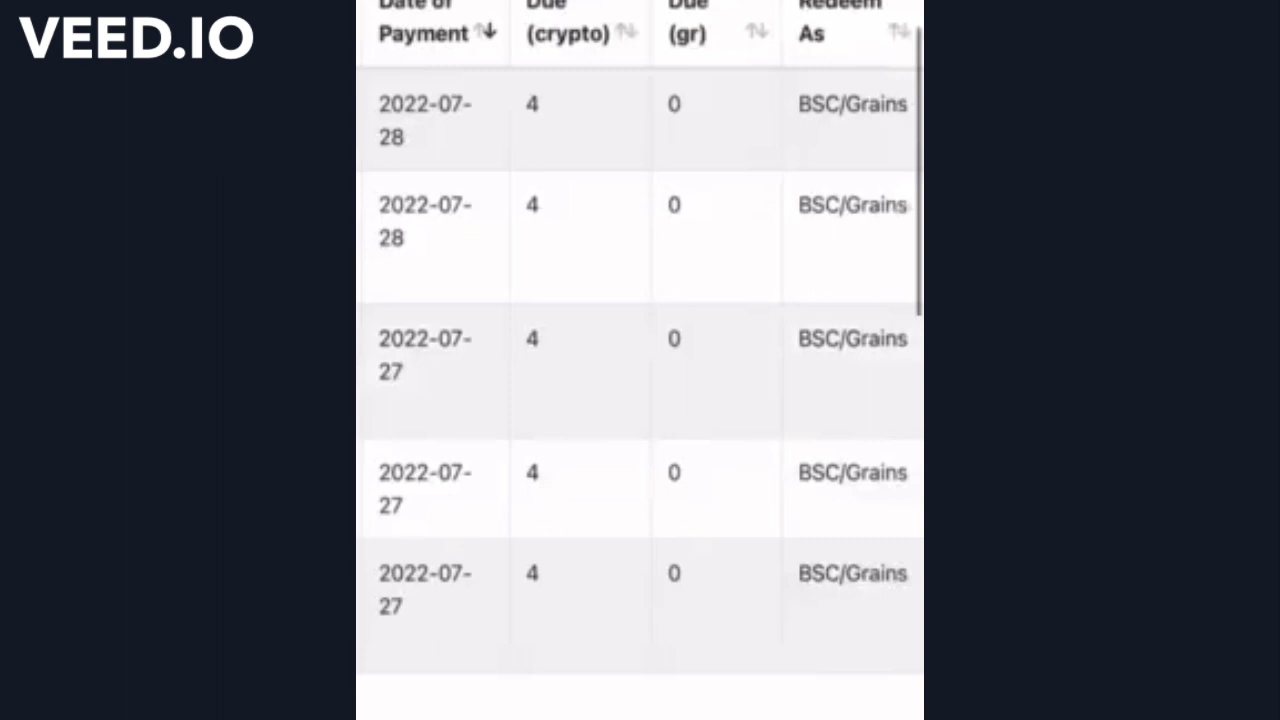 VEED.IO
Date of Due Due Redeem
Payment (crypto) (gr) As
2022-07- 4 0 BSC/Grains
28
2022-07- 4 0 BSC/Grains
28
2022-07- 4 0 BSC/Grains
27
2022-07- 4 0 BSC/Grains
27
2022-07- 4 0 BSC/Grains
27